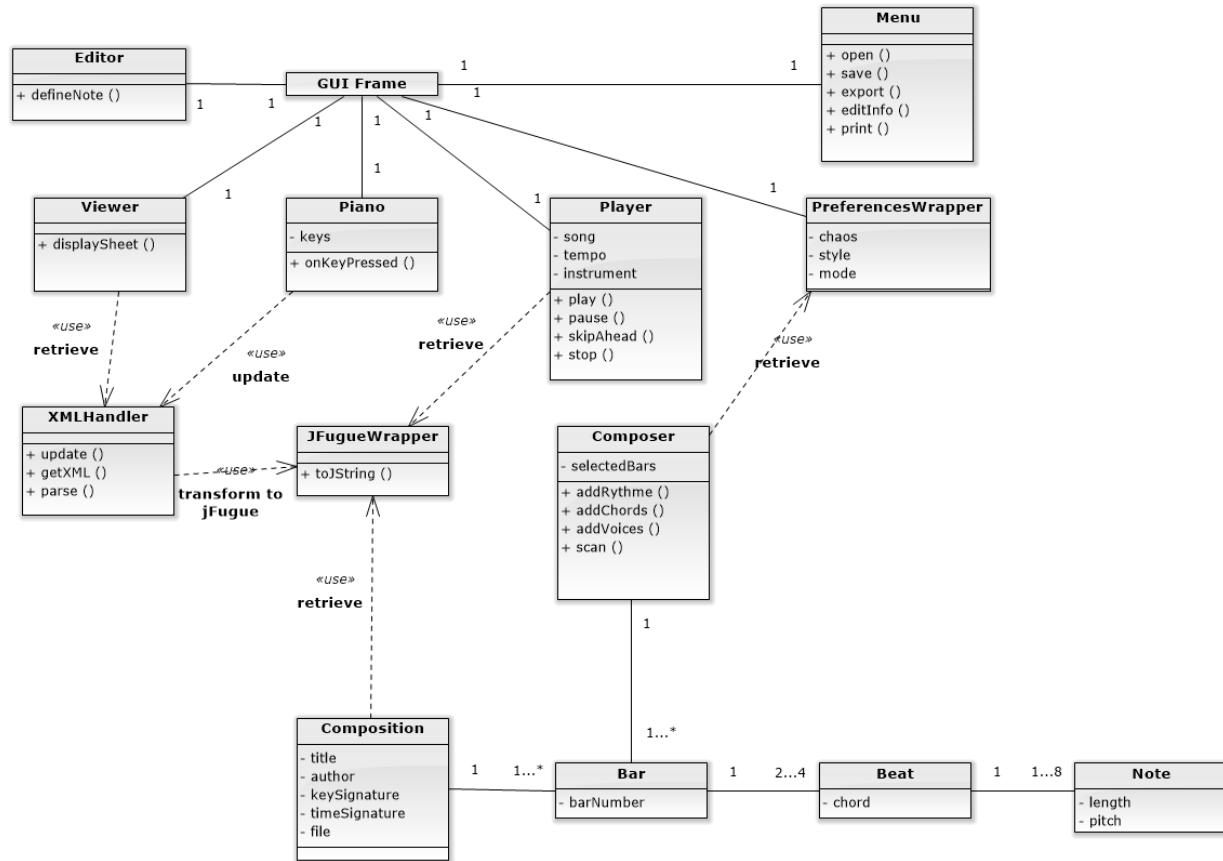 Menu
+ open ()
+ save ()
+ export ()
+ editInfo ()
+ print ()
Editor
+ defineNote ()
GUI Frame
1
1
1
1
1
1
1
1
1
1
1
1
Viewer
+ displaySheet ()
Piano
- keys
+ onKeyPressed ()
Player
- song
- tempo
- instrument
+ play ()
+ pause ()
+ skipAhead ()
+ stop ()
PreferencesWrapper
- chaos
- style
- mode
«use»
retrieve
«use»
update
«use»
retrieve
«use»
retrieve
XMLHandler
+ update ()
+ getXML ()
+ parse ()
«use»
transform to
jFugue
JFugueWrapper
+ toJString ()
Composer
- selectedBars
+ addRythme ()
+ addChords ()
+ addVoices ()
+ scan ()
«use»
retrieve
1
1...*
Composition
- title
- author
- keySignature
- timeSignature
- file
1
1...*
Bar
- barNumber
1
2...4
Beat
- chord
1
1...8
Note
- length
- pitch